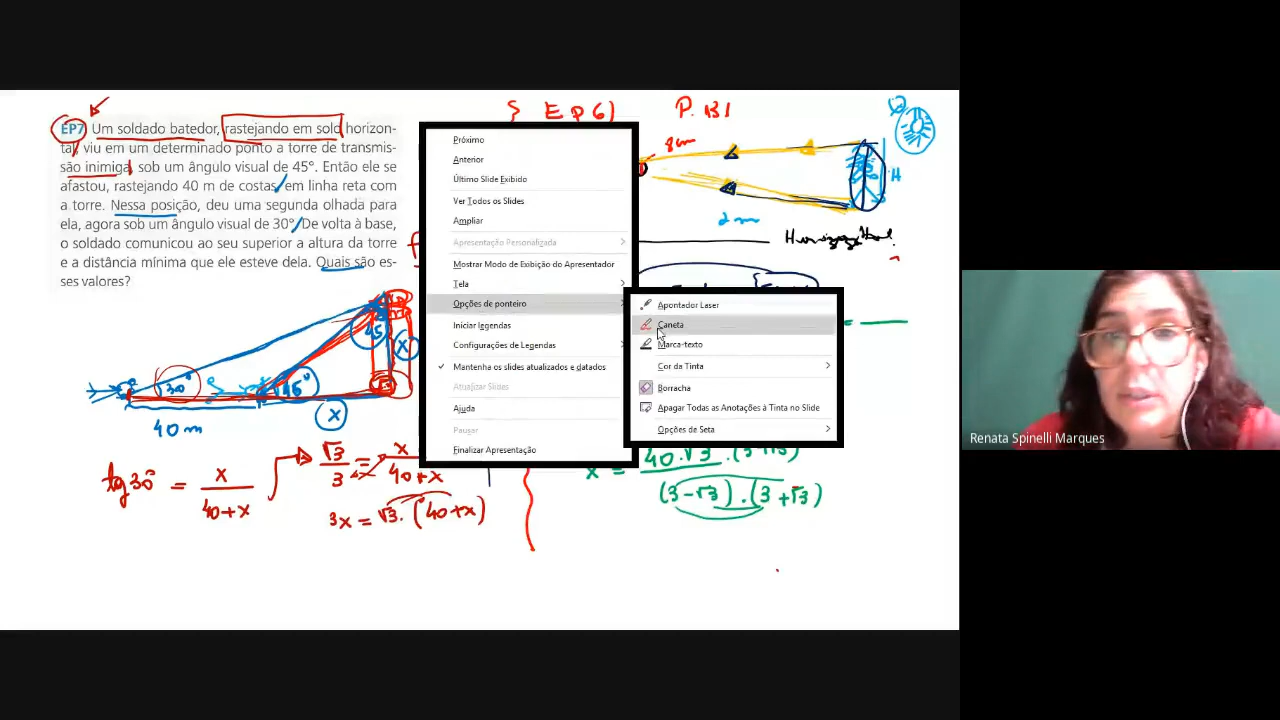 EP7 Um soldado batedor, rastejando em solo horizon-
tal, viu em um determinado ponto a torre de transmis-
são inimiga, sob um ângulo visual de 45°. Então ele se
afastou, rastejando 40 m de costas, em linha reta com
a torre. Nessa posição, deu uma segunda olhada para
ela, agora sob um ângulo visual de 30°. De volta à base,
o soldado comunicou ao seu superior a altura da torre
e a distância mínima que ele esteve dela. Quais são es-
ses valores?
30°
45°
45
x
x
40 m
tg30° = x / 40+x
√3 / 3 = x / 40+x
3x = √3.(40+x)
Ep 6) P. 131
8cm
H
2m
Horizontal
Próximo
Anterior
Último Slide Exibido
Ver Todos os Slides
Ampliar
Apresentação Personalizada
Mostrar Modo de Exibição do Apresentador
Tela
Opções de ponteiro
Iniciar legendas
Configurações de Legendas
Mantenha os slides atualizados e datados
Atualizar Slides
Ajuda
Pausar
Finalizar Apresentação
Apontador Laser
Caneta
Marca-texto
Cor da Tinta
Borracha
Apagar Todas as Anotações à Tinta no Slide
Opções de Seta
x = 40.√3 .(3+√3)
(3-√3).(3+√3)
Renata Spinelli Marques